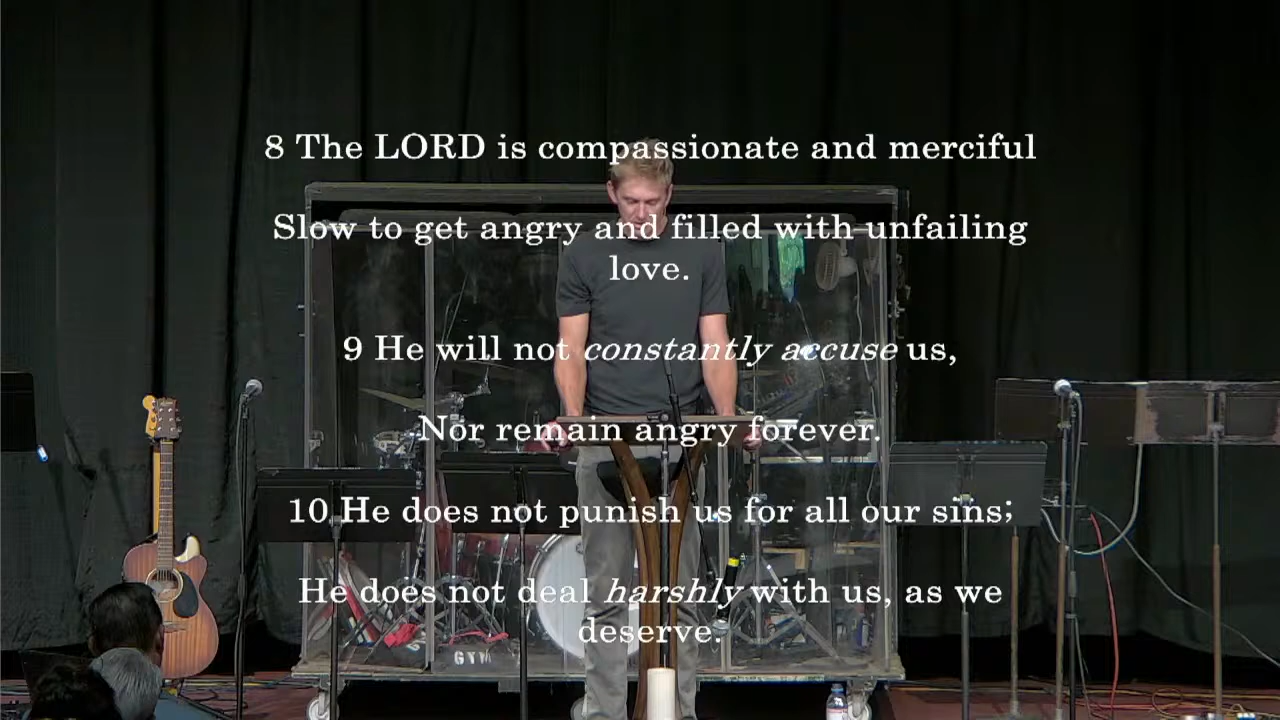 8 The LORD is compassionate and merciful
Slow to get angry and filled with unfailing
love.
9 He will not constantly accuse us,
Nor remain angry forever.
10 He does not punish us for all our sins;
He does not deal harshly with us, as we
deserve.
GYM